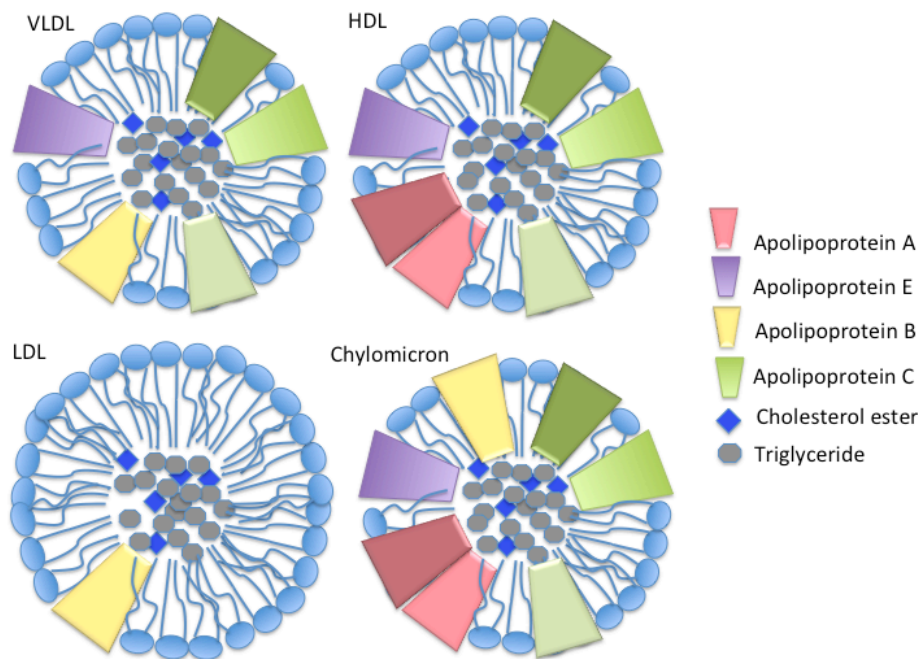 VLDL
HDL
LDL
Chylomicron
Apolipoprotein A
Apolipoprotein E
Apolipoprotein B
Apolipoprotein C
Cholesterol ester
Triglyceride